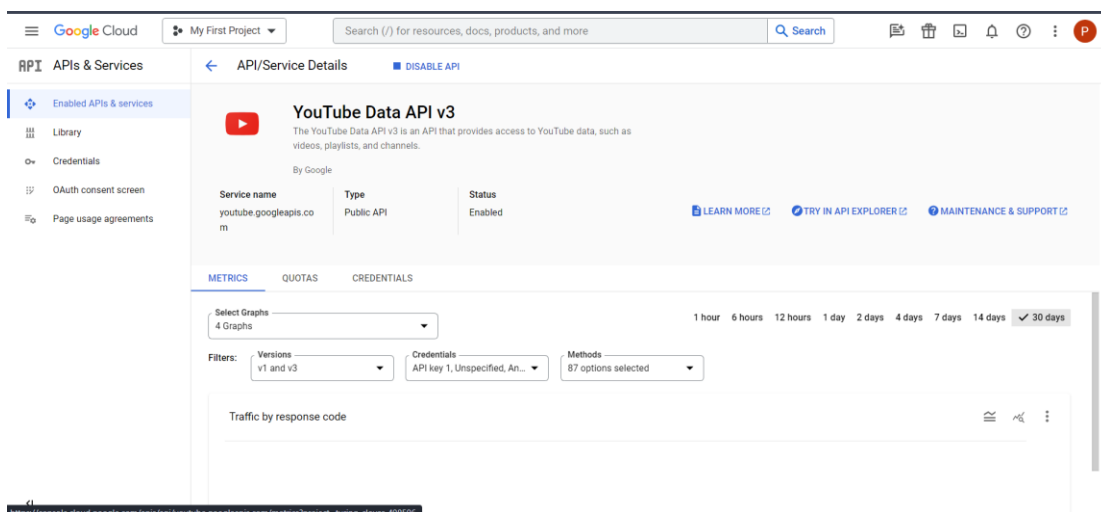 Google Cloud
My First Project
Search (/) for resources, docs, products, and more
Search
P
API APIs & Services
API/Service Details
DISABLE API
Enabled APIs & services
Library
Credentials
OAuth consent screen
Page usage agreements
YouTube Data API v3
The YouTube Data API v3 is an API that provides access to YouTube data, such as
videos, playlists, and channels.
By Google
Service name
youtube.googleapis.co
m
Type
Public API
Status
Enabled
LEARN MORE
TRY IN API EXPLORER
MAINTENANCE & SUPPORT
METRICS QUOTAS CREDENTIALS
Select Graphs
4 Graphs
1 hour 6 hours 12 hours 1 day 2 days 4 days 7 days 14 days 30 days
Filters:
Versions
v1 and v3
Credentials
API key 1, Unspecified, An...
Methods
87 options selected
Traffic by response code